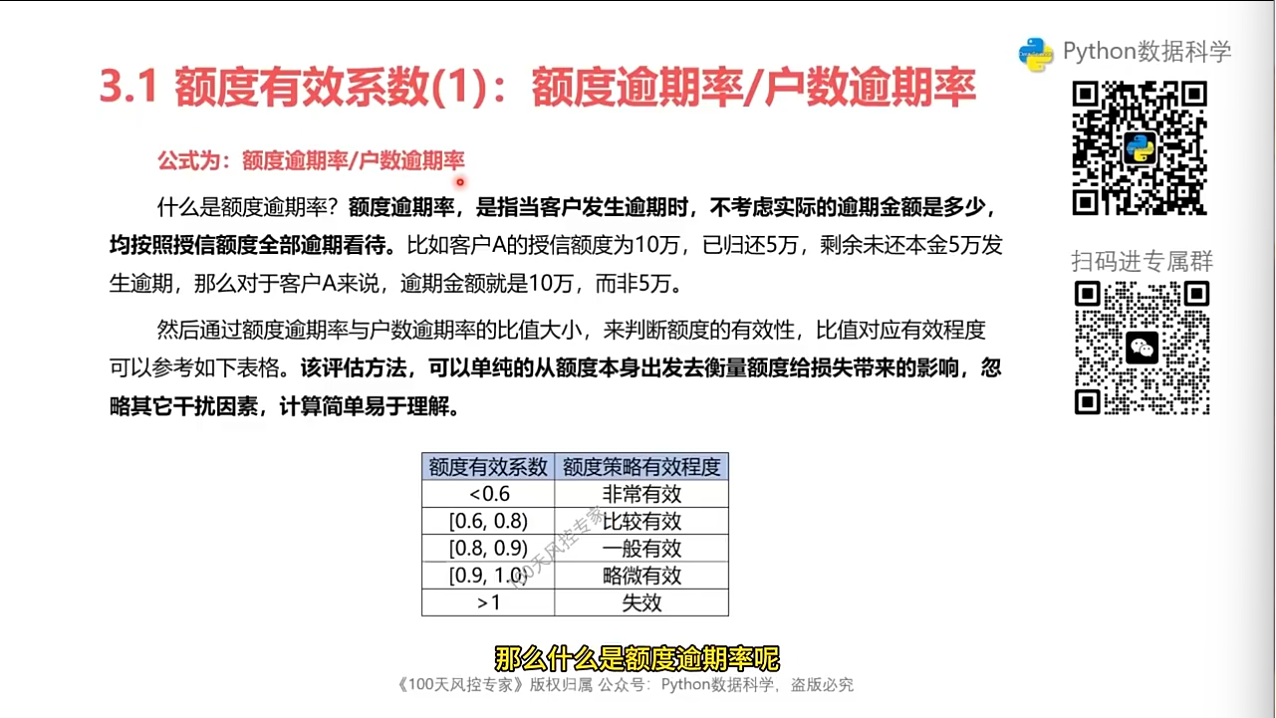 Python数据科学
3.1 额度有效系数(1)：额度逾期率/户数逾期率
公式为：额度逾期率/户数逾期率
什么是额度逾期率？额度逾期率，是指当客户发生逾期时，不考虑实际的逾期金额是多少，
均按照授信额度全部逾期看待。比如客户A的授信额度为10万，已归还5万，剩余未还本金5万发
生逾期，那么对于客户A来说，逾期金额就是10万，而非5万。
扫码进专属群
然后通过额度逾期率与户数逾期率的比值大小，来判断额度的有效性，比值对应有效程度
可以参考如下表格。该评估方法，可以单纯的从额度本身出发去衡量额度给损失带来的影响，忽
略其它干扰因素，计算简单易于理解。
额度有效系数 额度策略有效程度
<0.6 非常有效
[0.6, 0.8) 比较有效
[0.8, 0.9) 一般有效
[0.9, 1.0) 略微有效
>1 失效
100天风控专家
那么什么是额度逾期率呢
《100天风控专家》版权归属 公众号：Python数据科学，盗版必究